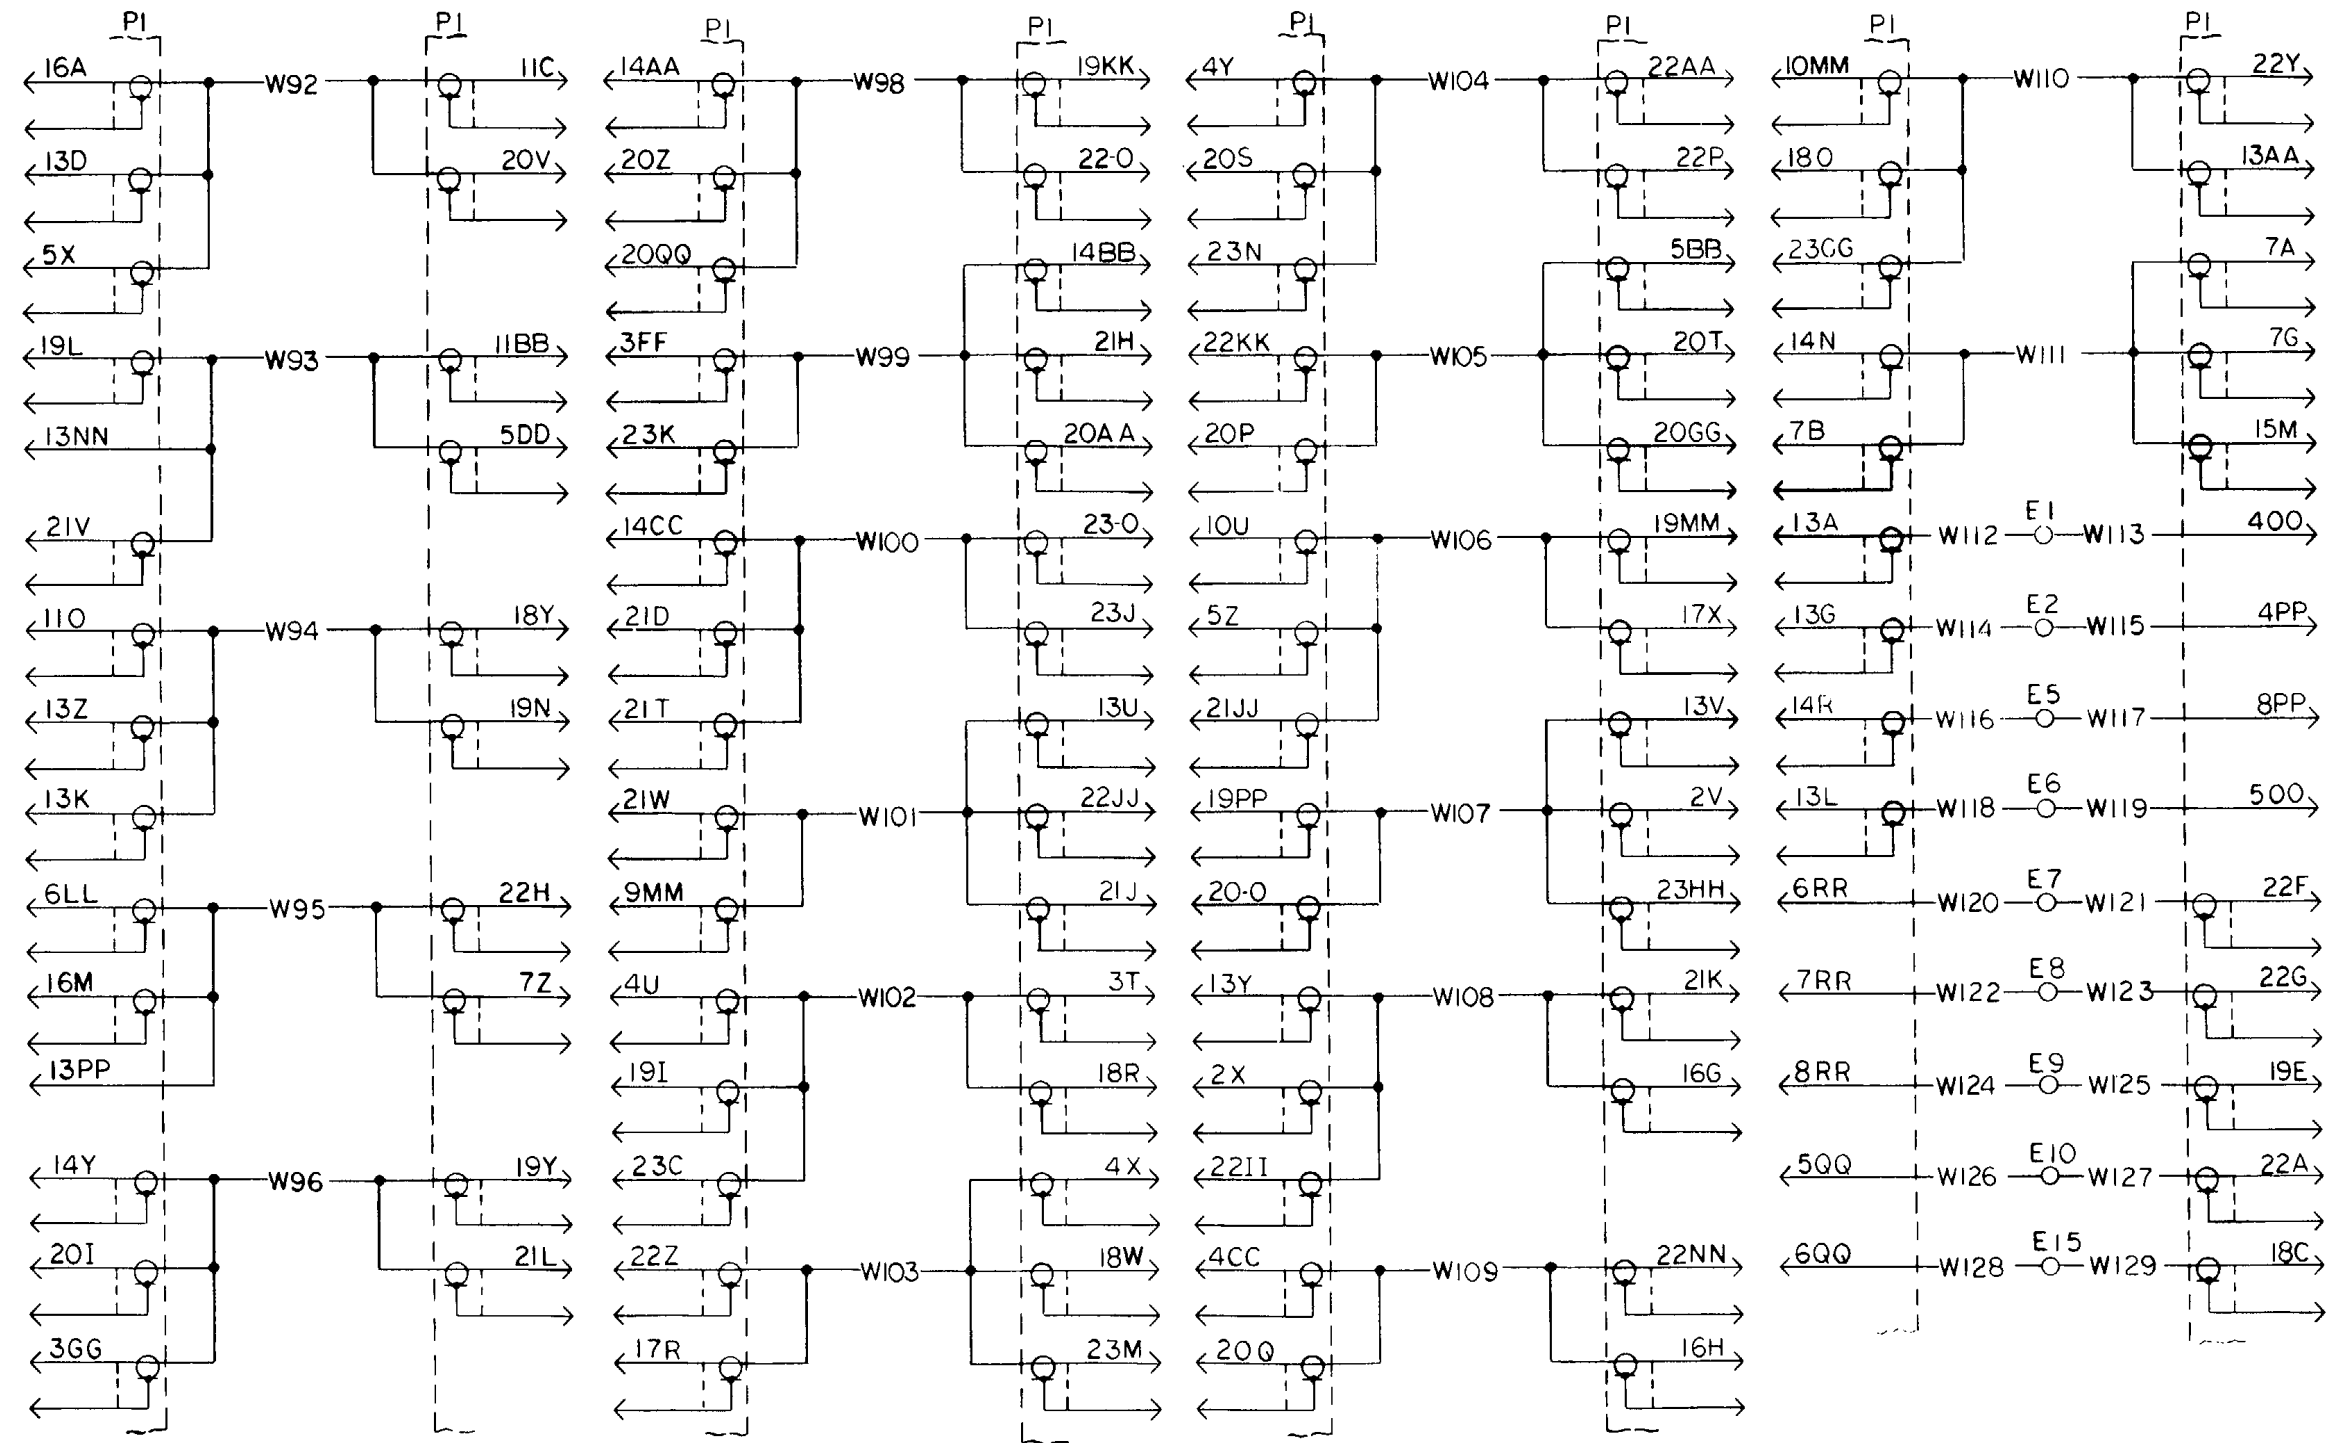 P1 P1 P1 P1 P1 P1 P1 P1
16A W92 11C 14AA W98 19KK 4Y W104 22AA 10MM W110 22Y
13D 20V 20Z 22-O 20S 22P 18O 13AA
5X 20QQ 14BB 23N 5BB 23GG 7A
19L W93 11BB 3FF W99 21H 22KK W105 20T 14N W111 7G
13NN 5DD 23K 20AA 20P 20GG 7B 15M
21V 14CC W100 23-O 10U W106 19MM 13A W112 E1 W113 4OO
11O W94 18Y 21D 23J 5Z 17X 13G W114 E2 W115 4PP
13Z 19N 21T 13U 21JJ 13V 14R W116 E5 W117 8PP
13K 21W W101 22JJ 19PP W107 2V 13L W118 E6 W119 5OO
6LL W95 22H 9MM 21J 20-O 23HH 6RR W120 E7 W121 22F
16M 7Z 4U W102 3T 13Y W108 21K 7RR W122 E8 W123 22G
13PP 19I 18R 2X 16G 8RR W124 E9 W125 19E
14Y W96 19Y 23C 4X 22II 5QQ W126 E10 W127 22A
20I 21L 22Z W103 18W 4CC W109 22NN 6QQ W128 E15 W129 18C
3GG 17R 23M 20Q 16H